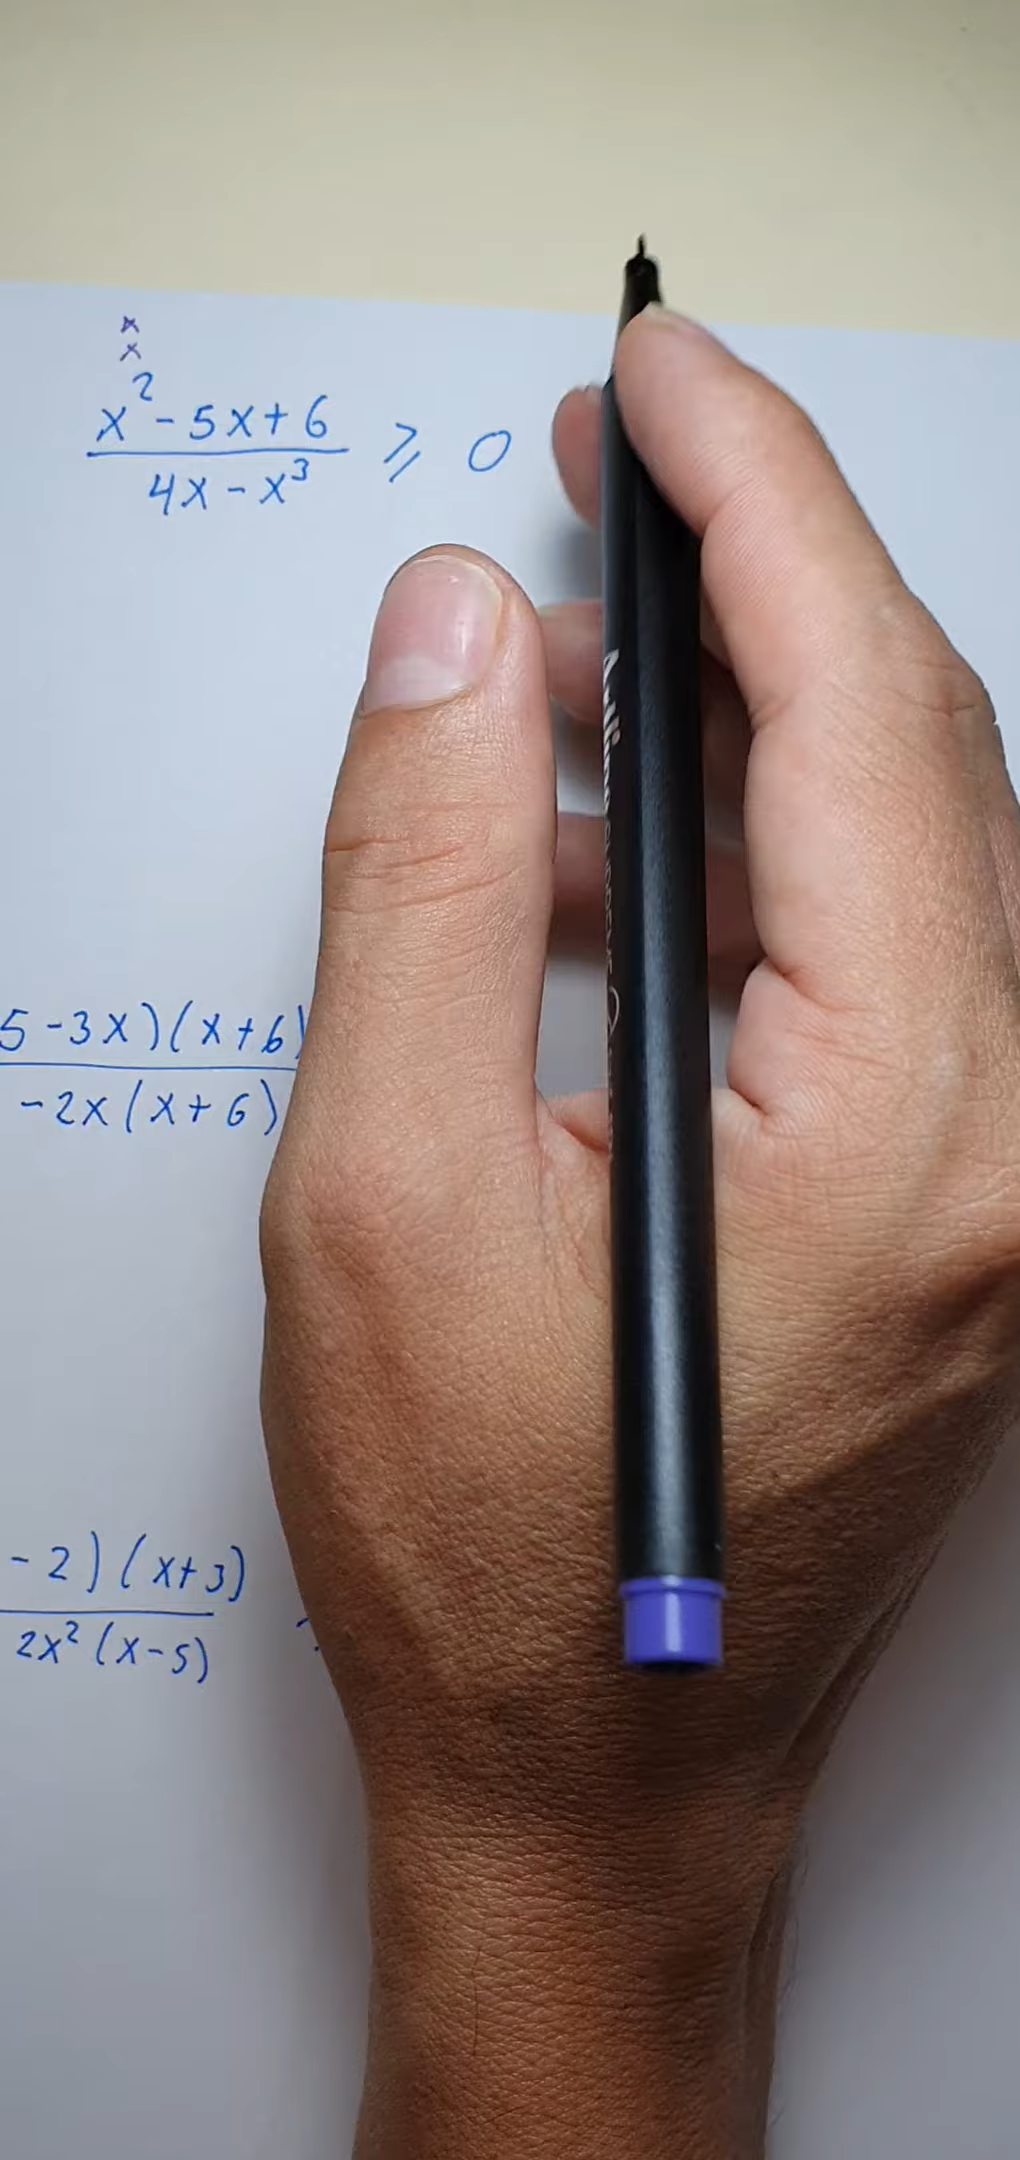 x
x
x² - 5x + 6
4x - x³
≥ 0
5 - 3x)(x + 6)
-2x(x + 6)
- 2)(x + 3)
2x²(x - 5)